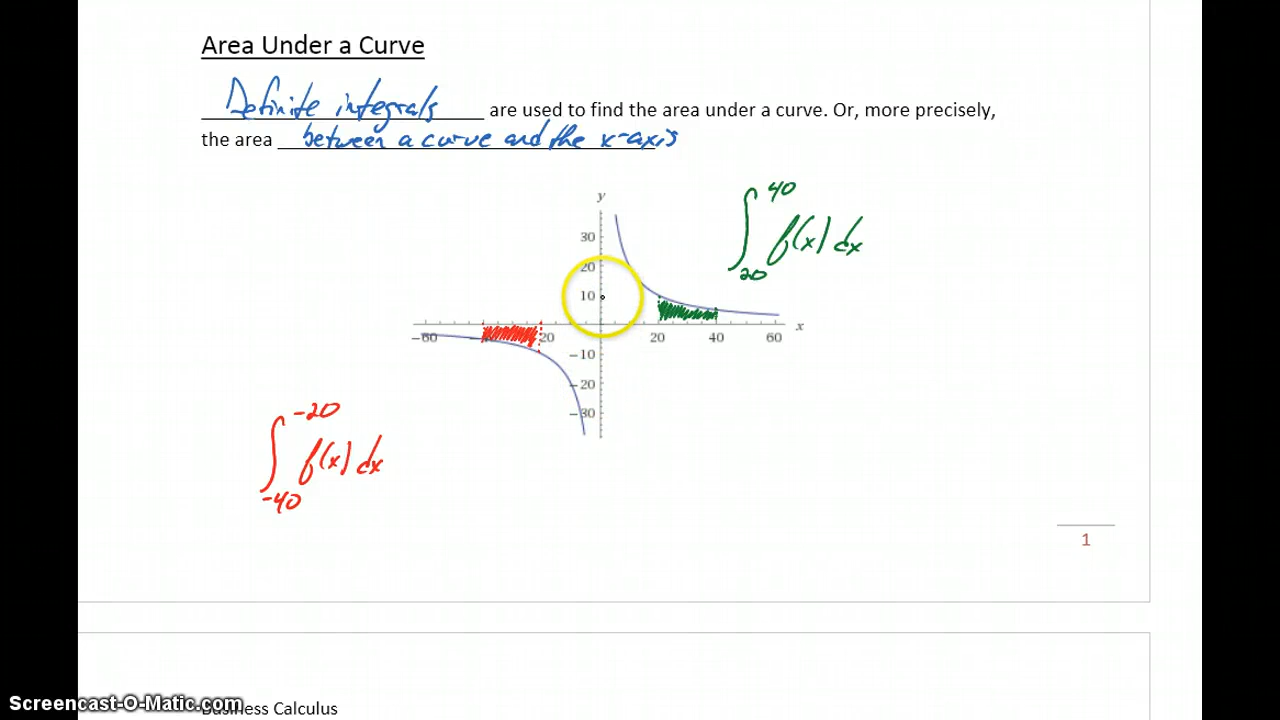 Area Under a Curve
Definite integrals are used to find the area under a curve. Or, more precisely,
the area between a curve and the x-axis
y
30
20
10
-60 20 20 40 60 x
-10
-20
-30
∫ 40 20 f(x) dx
∫ -20 -40 f(x) dx
1
Screencast-O-Matic.com
Business Calculus